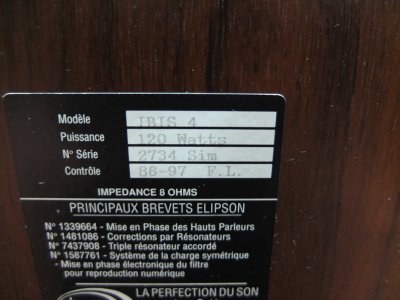 Modèle IRIS 4
Puissance 120 Watts
N° Série 2734 Sim
Contrôle 86-97 F.L.
IMPEDANCE 8 OHMS
PRINCIPAUX BREVETS ELIPSON
N° 1339664 - Mise en Phase des Hauts Parleurs
N° 1481086 - Corrections par Résonateurs
N° 7437908 - Triple résonateur accordé
N° 1587761 - Système de la charge symétrique
- Mise en phase électronique du filtre
pour reproduction numérique
LA PERFECTION DU SON